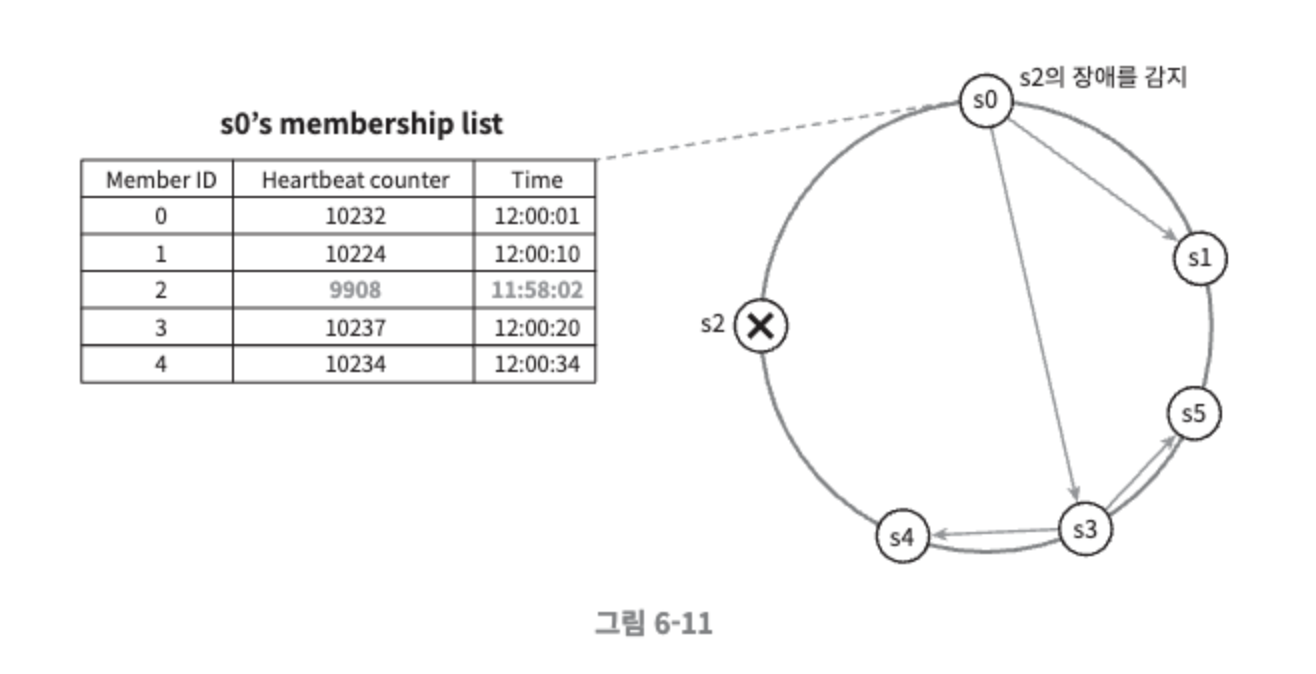 s2의 장애를 감지
s0
s0's membership list
Member ID Heartbeat counter Time
0 10232 12:00:01
1 10224 12:00:10
2 9908 11:58:02
3 10237 12:00:20
4 10234 12:00:34
s1
s2
s5
s4
s3
그림 6-11